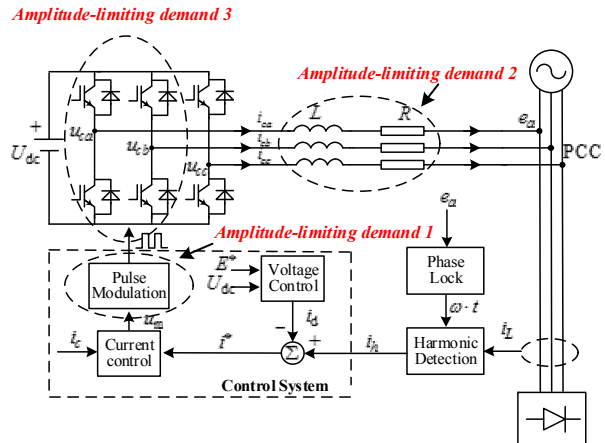 Amplitude-limiting demand 3
Amplitude-limiting demand 2
+
U_dc
u_ca
u_cb
u_cc
i_ca
i_cb
i_cc
L
R
e_a
PCC
Amplitude-limiting demand 1
Pulse
Modulation
u_m
E*
U_dc
Voltage
Control
i_d
e_a
Phase
Lock
ω·t
i_c
Current
control
i*
−
Σ
+
i_h
Harmonic
Detection
i_L
Control System